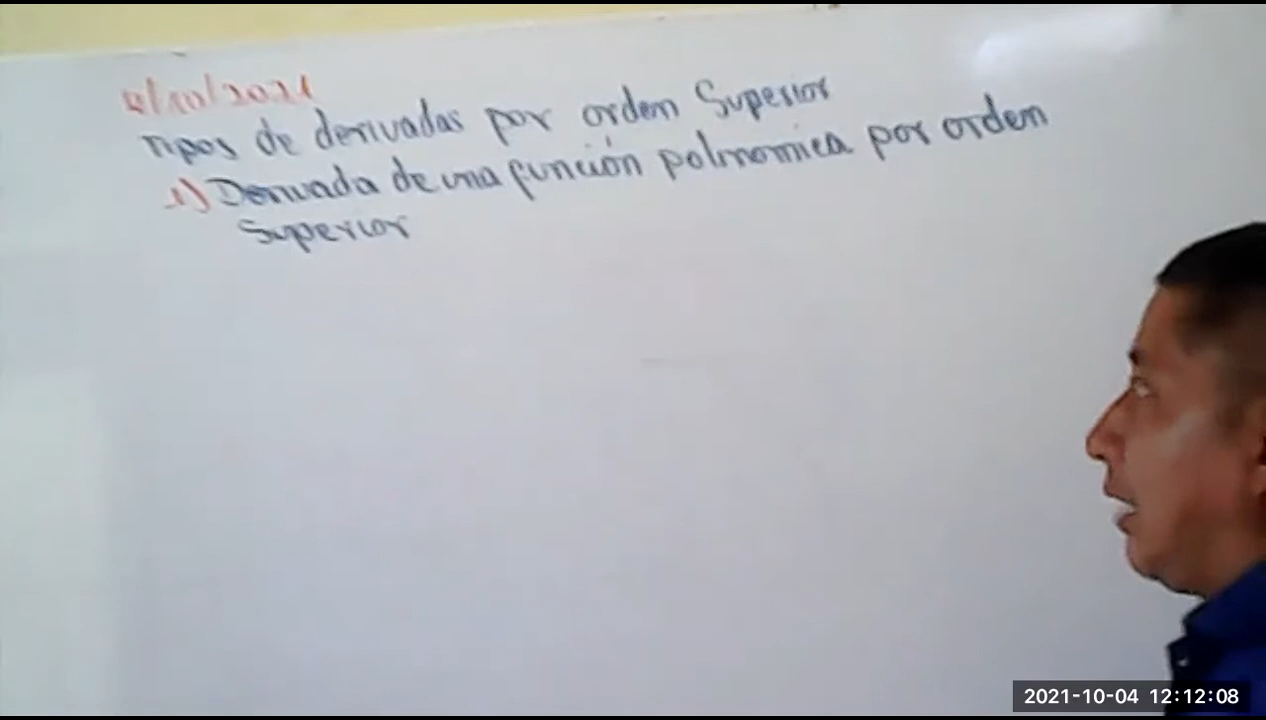 4/10/2021
Tipos de derivadas por orden Superior
1) Derivada de una función polinomica por orden
Superior
2021-10-04 12:12:08